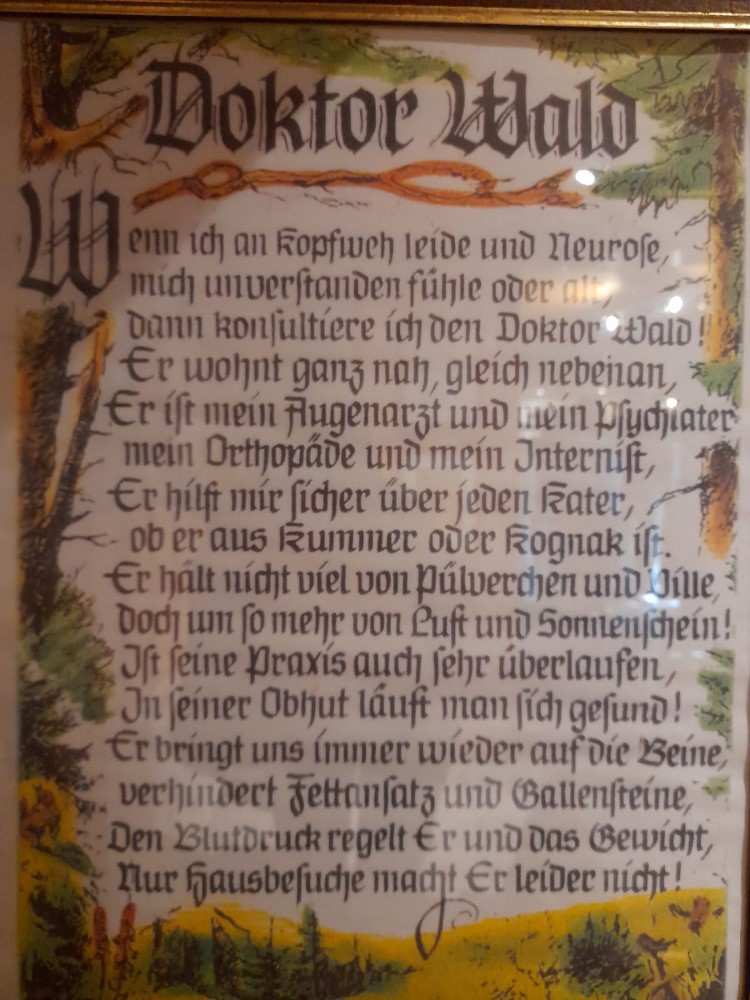 Doktor Wald
Wenn ich an Kopfweh leide und Neurose,
mich unverstanden fühle oder alt,
dann konsultiere ich den Doktor Wald!
Er wohnt ganz nah, gleich nebenan,
Er ist mein Augenarzt und mein Psychiater
mein Orthopäde und mein Internist,
Er hilft mir sicher über jeden Kater,
ob er aus Kummer oder Kognak ist.
Er hält nicht viel von Pülverchen und Pille,
Doch um so mehr von Luft und Sonnenschein!
Ist seine Praxis auch sehr überlaufen,
In seiner Obhut läuft man sich gesund!
Er bringt uns immer wieder auf die Beine,
verhindert Fettansatz und Gallensteine,
Den Blutdruck regelt Er und das Gewicht,
Nur Hausbesuche macht Er leider nicht!